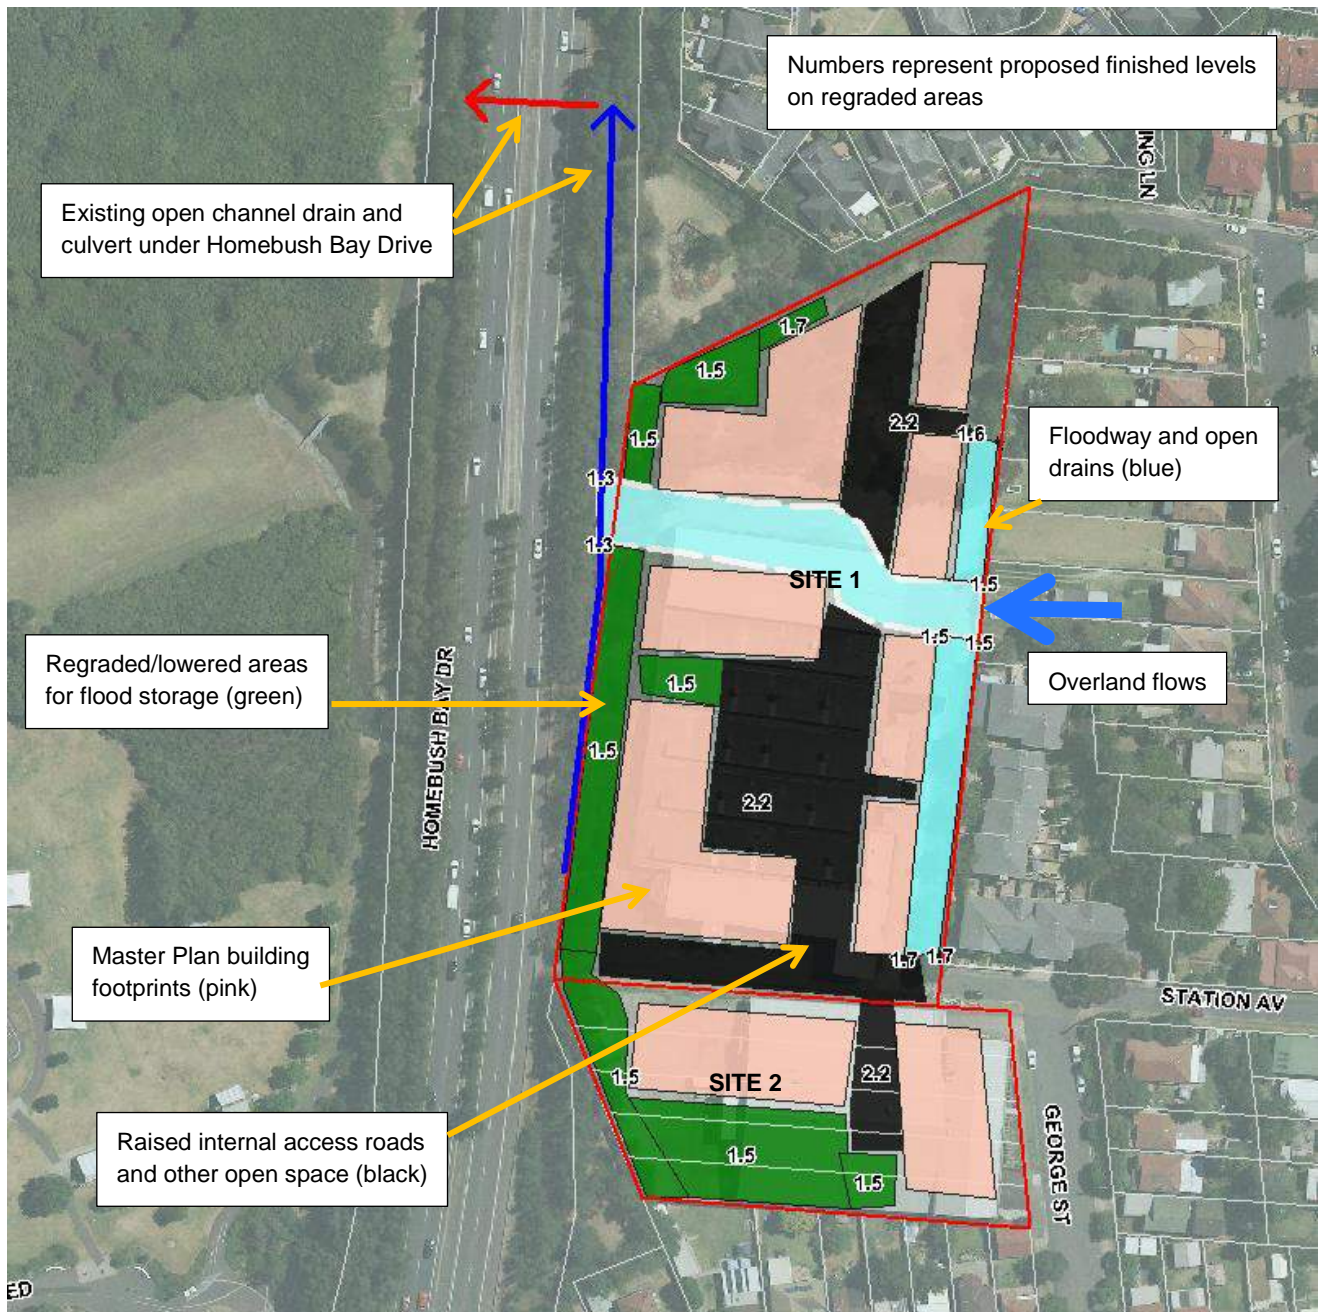 Numbers represent proposed finished levels
on regraded areas
ING LN
Existing open channel drain and
culvert under Homebush Bay Drive
1.7
1.5
2.2
1.6
1.5
Floodway and open
drains (blue)
1.3
1.3
SITE 1
1.5
1.5
1.5
Overland flows
Regraded/lowered areas
for flood storage (green)
1.5
HOMEBUSH BAY DR
1.5
2.2
Master Plan building
footprints (pink)
1.7
1.7
STATION AV
1.5
SITE 2
2.2
Raised internal access roads
and other open space (black)
1.5
1.5
GEORGE ST
ED